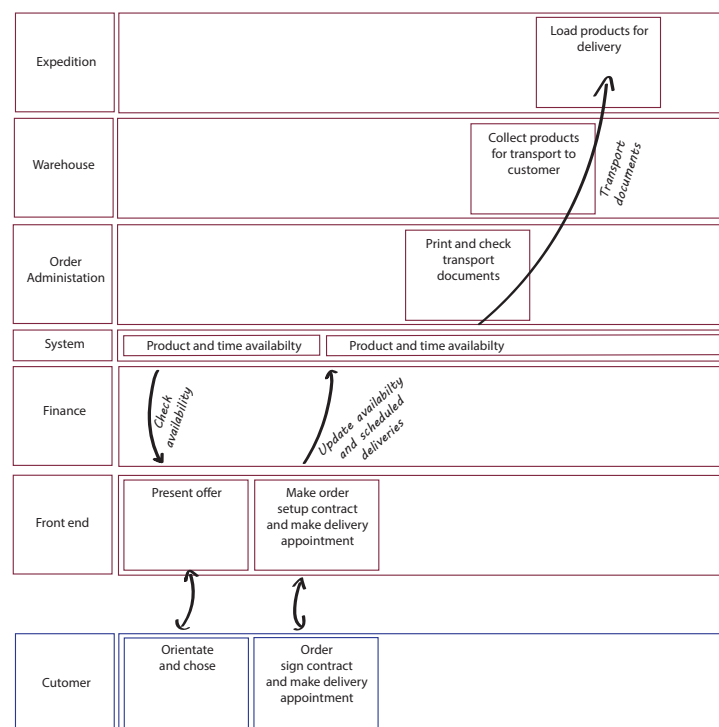 Expedition
Load products for
delivery
Warehouse
Collect products
for transport to
customer
Transport
documents
Order
Administation
Print and check
transport
documents
System
Product and time availabilty
Product and time availabilty
Finance
Check
availability
Update availabilty
and scheduled
deliveries
Front end
Present offer
Make order
setup contract
and make delivery
appointment
Cutomer
Orientate
and chose
Order
sign contract
and make delivery
appointment